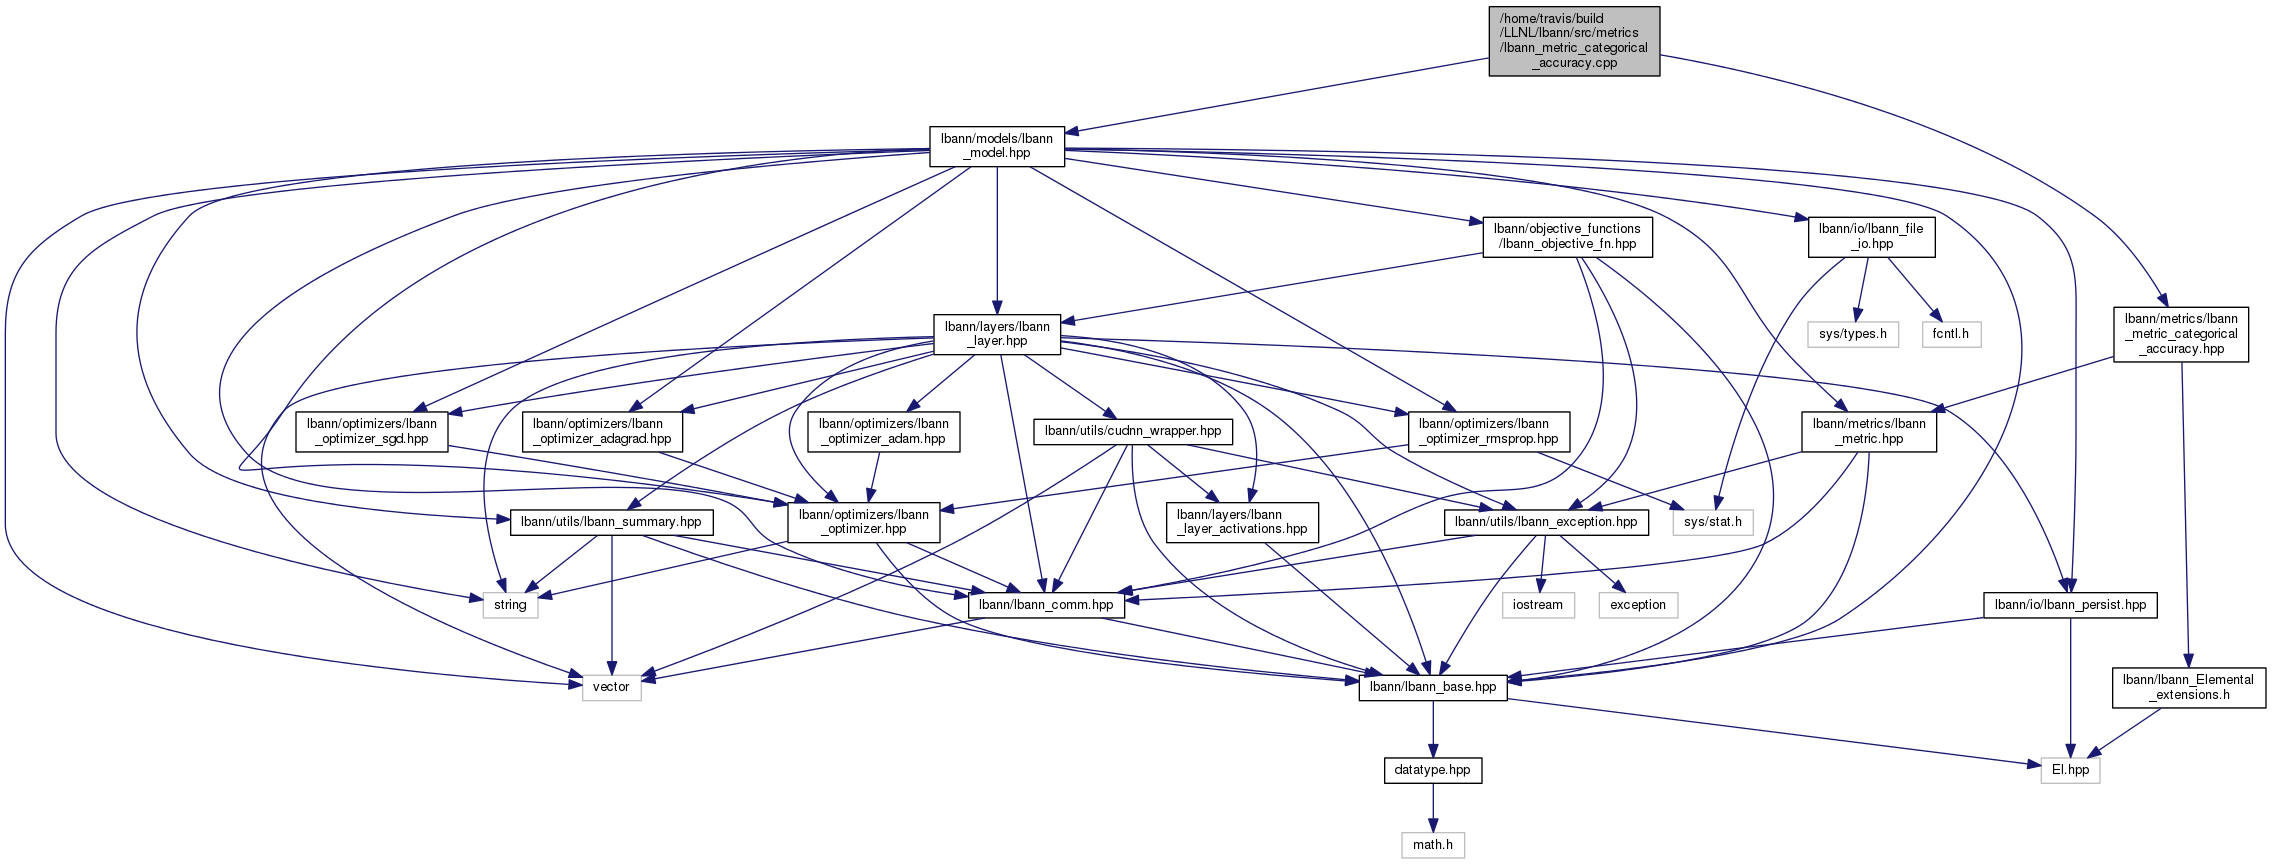 /home/travis/build
/LLNL/lbann/src/metrics
/lbann_metric_categorical
_accuracy.cpp
lbann/models/lbann
_model.hpp
lbann/objective_functions
/lbann_objective_fn.hpp
lbann/io/lbann_file
_io.hpp
lbann/layers/lbann
_layer.hpp
sys/types.h
fcntl.h
lbann/metrics/lbann
_metric_categorical
_accuracy.hpp
lbann/optimizers/lbann
_optimizer_sgd.hpp
lbann/optimizers/lbann
_optimizer_adagrad.hpp
lbann/optimizers/lbann
_optimizer_adam.hpp
lbann/utils/cudnn_wrapper.hpp
lbann/optimizers/lbann
_optimizer_rmsprop.hpp
lbann/metrics/lbann
_metric.hpp
lbann/utils/lbann_summary.hpp
lbann/optimizers/lbann
_optimizer.hpp
lbann/layers/lbann
_layer_activations.hpp
lbann/utils/lbann_exception.hpp
sys/stat.h
string
lbann/lbann_comm.hpp
iostream
exception
lbann/io/lbann_persist.hpp
vector
lbann/lbann_base.hpp
lbann/lbann_Elemental
_extensions.h
datatype.hpp
El.hpp
math.h